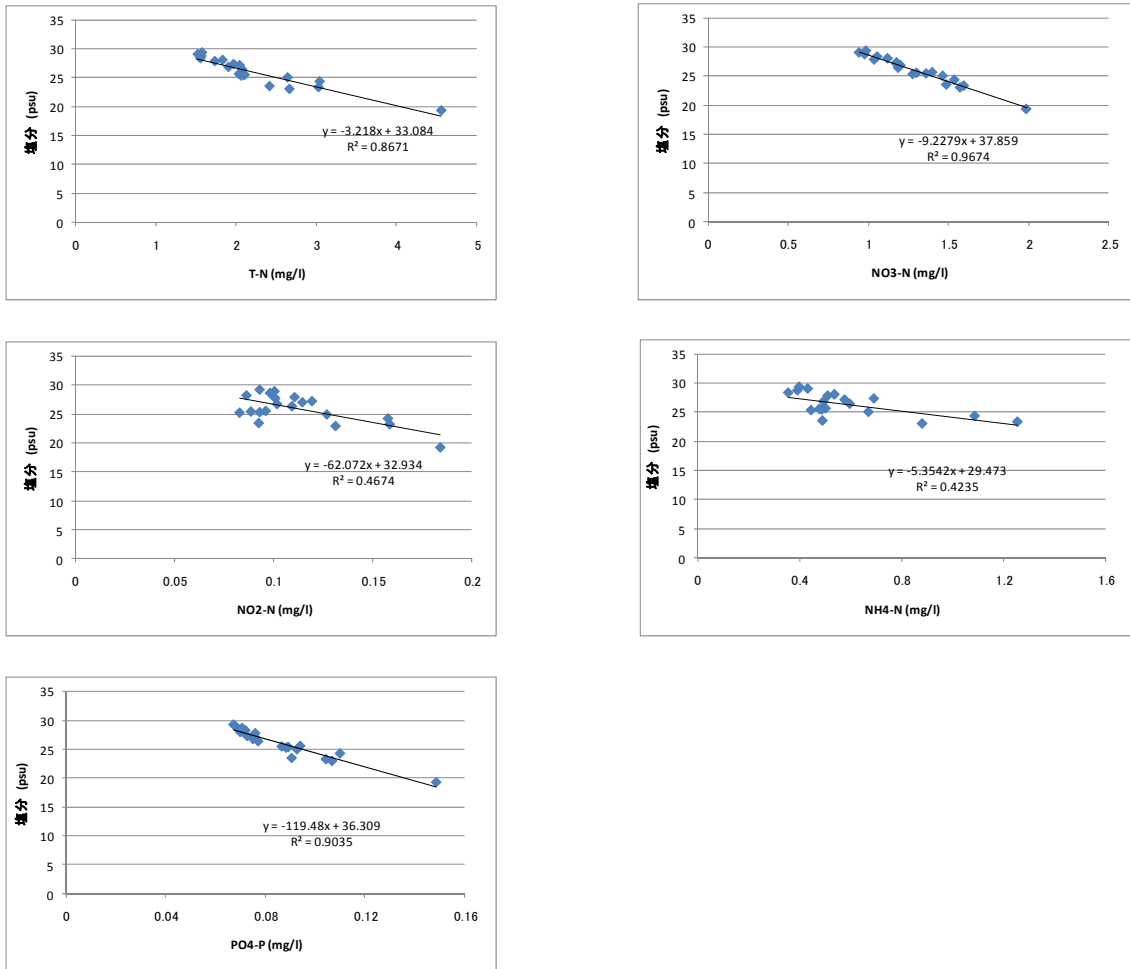 35
30
25
20
15
10
5
0
塩分 (psu)
y = -3.218x + 33.084
R² = 0.8671
0 1 2 3 4 5
T-N (mg/l)
35
30
25
20
15
10
5
0
塩分 (psu)
y = -9.2279x + 37.859
R² = 0.9674
0 0.5 1 1.5 2 2.5
NO3-N (mg/l)
35
30
25
20
15
10
5
0
塩分 (psu)
y = -62.072x + 32.934
R² = 0.4674
0 0.05 0.1 0.15 0.2
NO2-N (mg/l)
35
30
25
20
15
10
5
0
塩分 (psu)
y = -5.3542x + 29.473
R² = 0.4235
0 0.4 0.8 1.2 1.6
NH4-N (mg/l)
35
30
25
20
15
10
5
0
塩分 (psu)
y = -119.48x + 36.309
R² = 0.9035
0 0.04 0.08 0.12 0.16
PO4-P (mg/l)